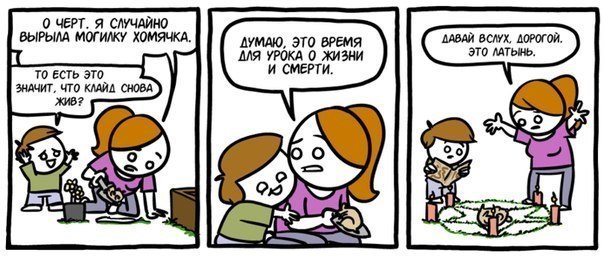 О ЧЕРТ. Я СЛУЧАЙНО
ВЫРЫЛА МОГИЛКУ ХОМЯЧКА.
ТО ЕСТЬ ЭТО
ЗНАЧИТ, ЧТО КЛАЙД СНОВА
ЖИВ?
ДУМАЮ, ЭТО ВРЕМЯ
ДЛЯ УРОКА О ЖИЗНИ
И СМЕРТИ.
ДАВАЙ ВСЛУХ, ДОРОГОЙ.
ЭТО ЛАТЫНЬ.